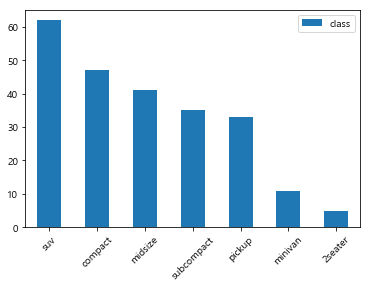 class
60
50
40
30
20
10
0
suv
compact
midsize
subcompact
pickup
minivan
2seater